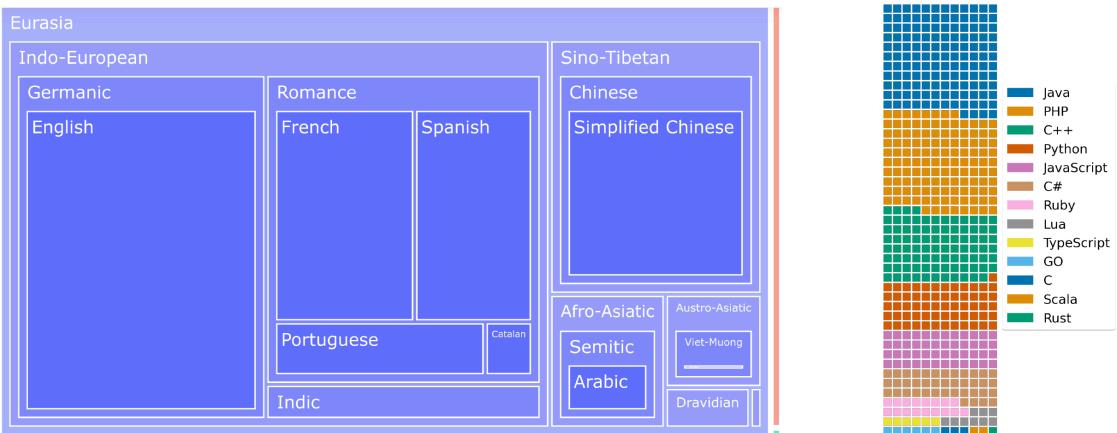 Eurasia
Indo-European
Germanic
English
Romance
French
Spanish
Portuguese
Catalan
Indic
Sino-Tibetan
Chinese
Simplified Chinese
Afro-Asiatic
Semitic
Arabic
Austro-Asiatic
Viet-Muong
Dravidian
Java
PHP
C++
Python
JavaScript
C#
Ruby
Lua
TypeScript
GO
C
Scala
Rust